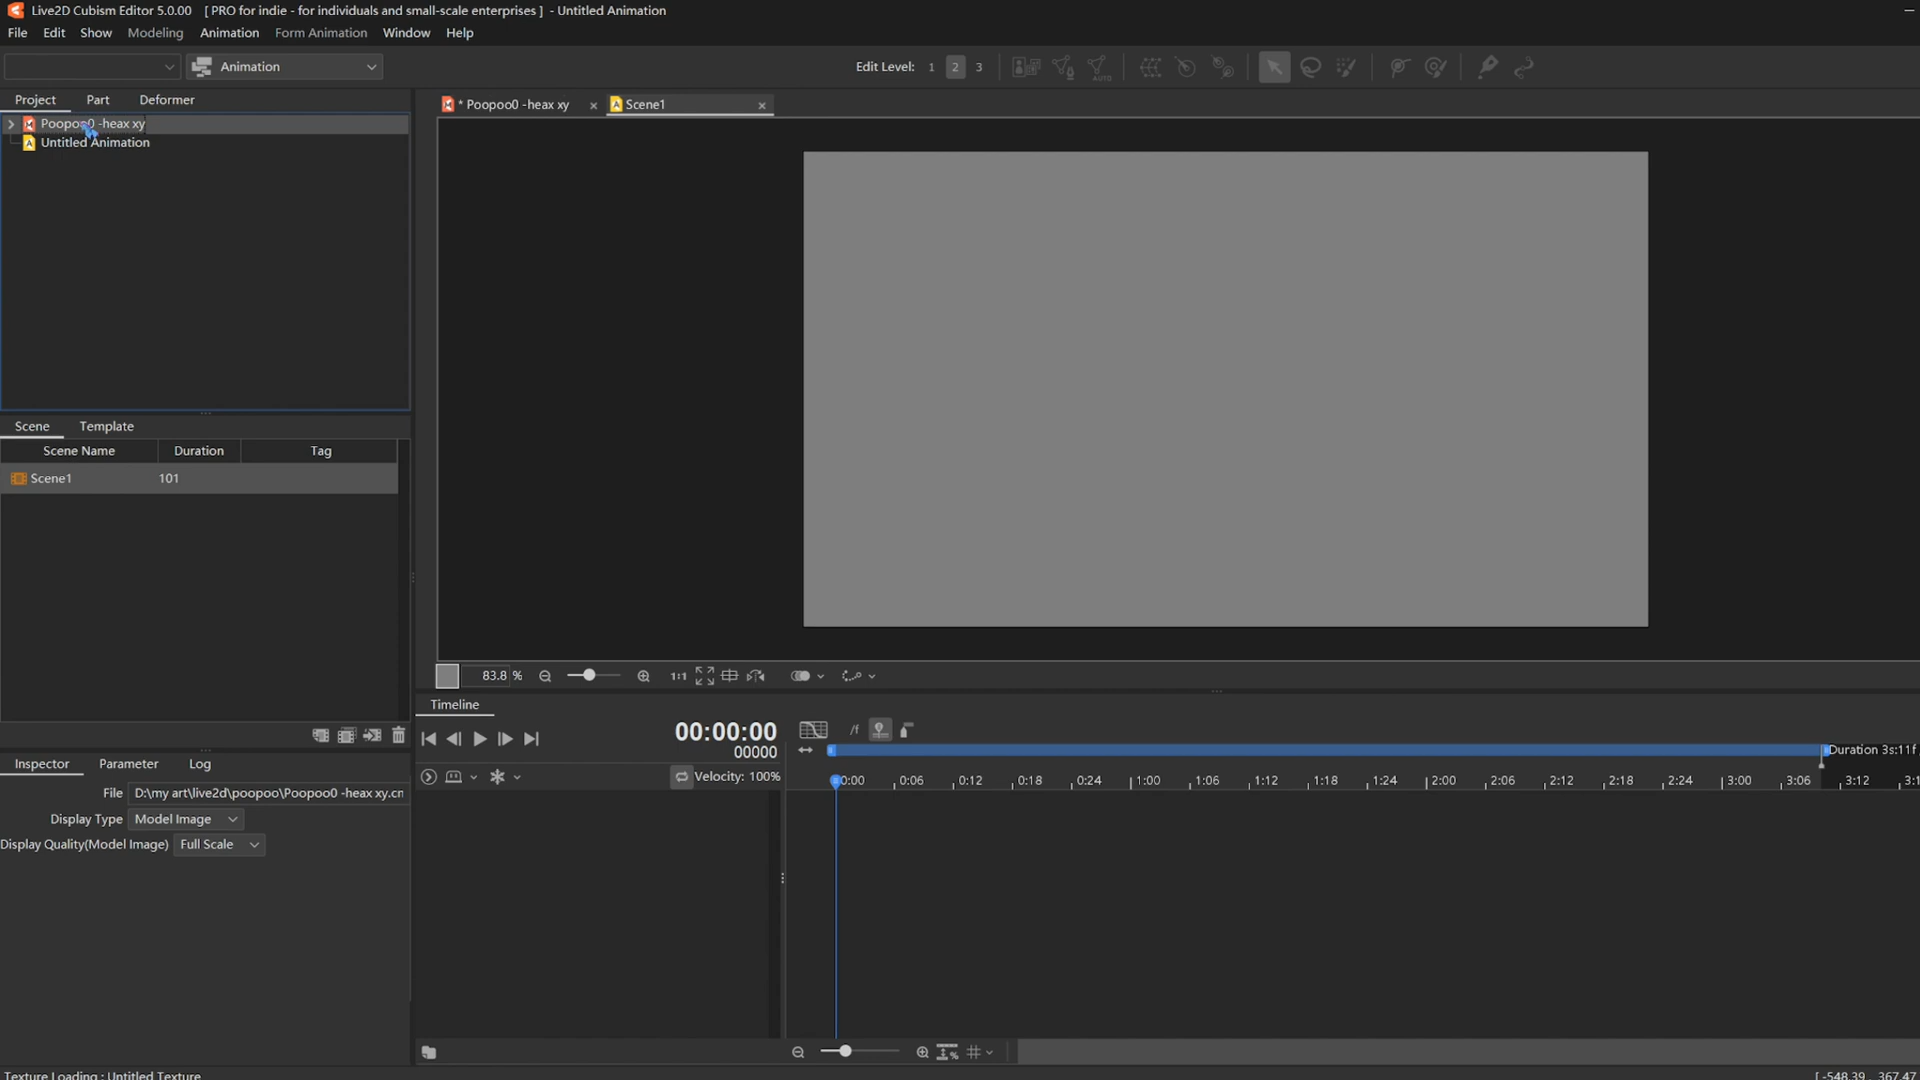 Live2D Cubism Editor 5.0.00 [ PRO for indie - for individuals and small-scale enterprises ] - Untitled Animation
File Edit Show Modeling Animation Form Animation Window Help
Animation
Edit Level: 1 2 3
Project Part Deformer
* Poopoo0 -heax xy
Scene1
Poopoo0 -heax xy
Untitled Animation
Scene Template
Scene Name Duration Tag
Scene1 101
83.8 %
1:1
Timeline
00:00:00
00000
/f
Duration 3s:11f
Inspector Parameter Log
Velocity: 100%
0:00 0:06 0:12 0:18 0:24 1:00 1:06 1:12 1:18 1:24 2:00 2:06 2:12 2:18 2:24 3:00 3:06 3:12 3:1
File D:\my art\live2d\poopoo\Poopoo0 -heax xy.cn
Display Type Model Image
Display Quality(Model Image) Full Scale
Texture Loading : Untitled Texture
[ -548.39 , 367.47